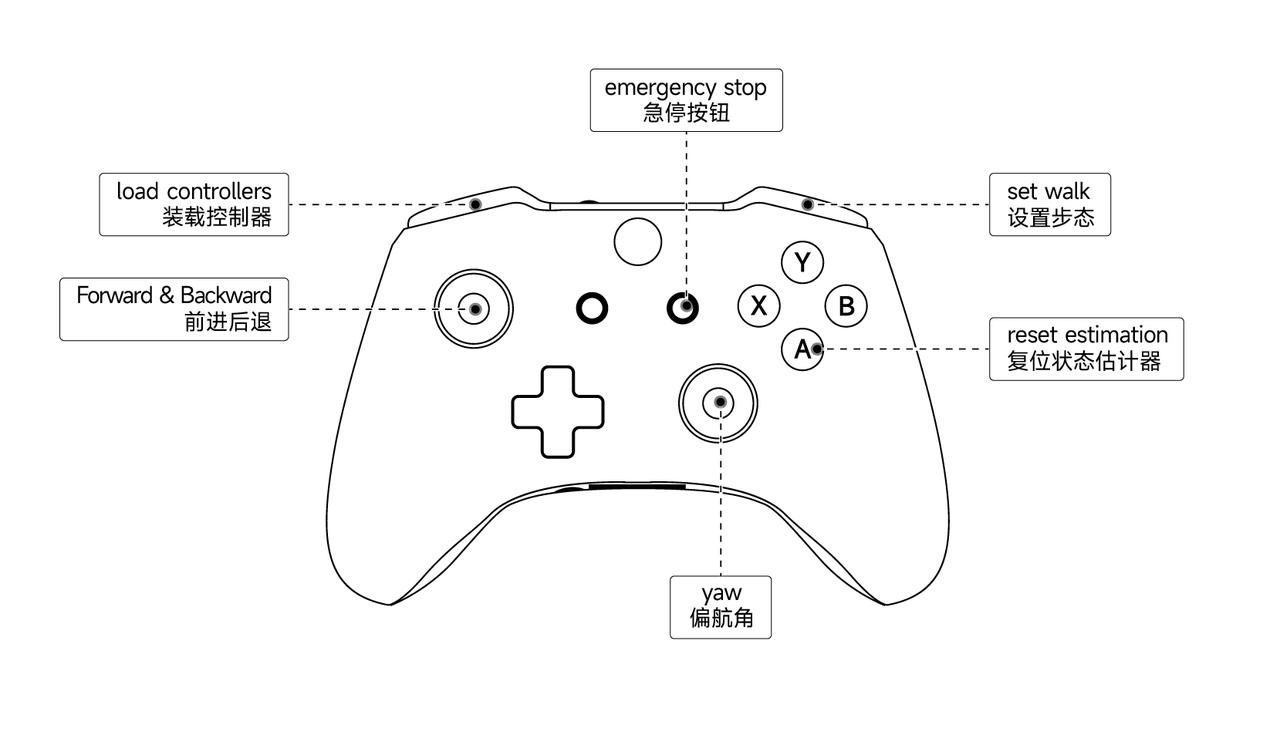 emergency stop
急停按钮
load controllers
装载控制器
set walk
设置步态
Forward & Backward
前进后退
Y
X
B
A
reset estimation
复位状态估计器
yaw
偏航角